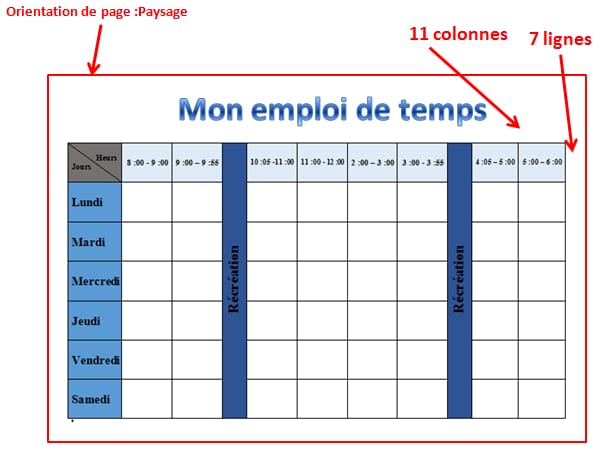 Orientation de page :Paysage
11 colonnes
7 lignes
Mon emploi de temps
Heurs
Jours
8 :00 - 9 :00
9 :00 – 9 :55
Récréation
10 :05 -11 :00
11 :00 - 12 :00
2 :00 – 3 :00
3 :00 - 3 :55
Récréation
4 :05 – 5 :00
5 :00 – 6 :00
Lundi
Mardi
Mercredi
Jeudi
Vendredi
Samedi